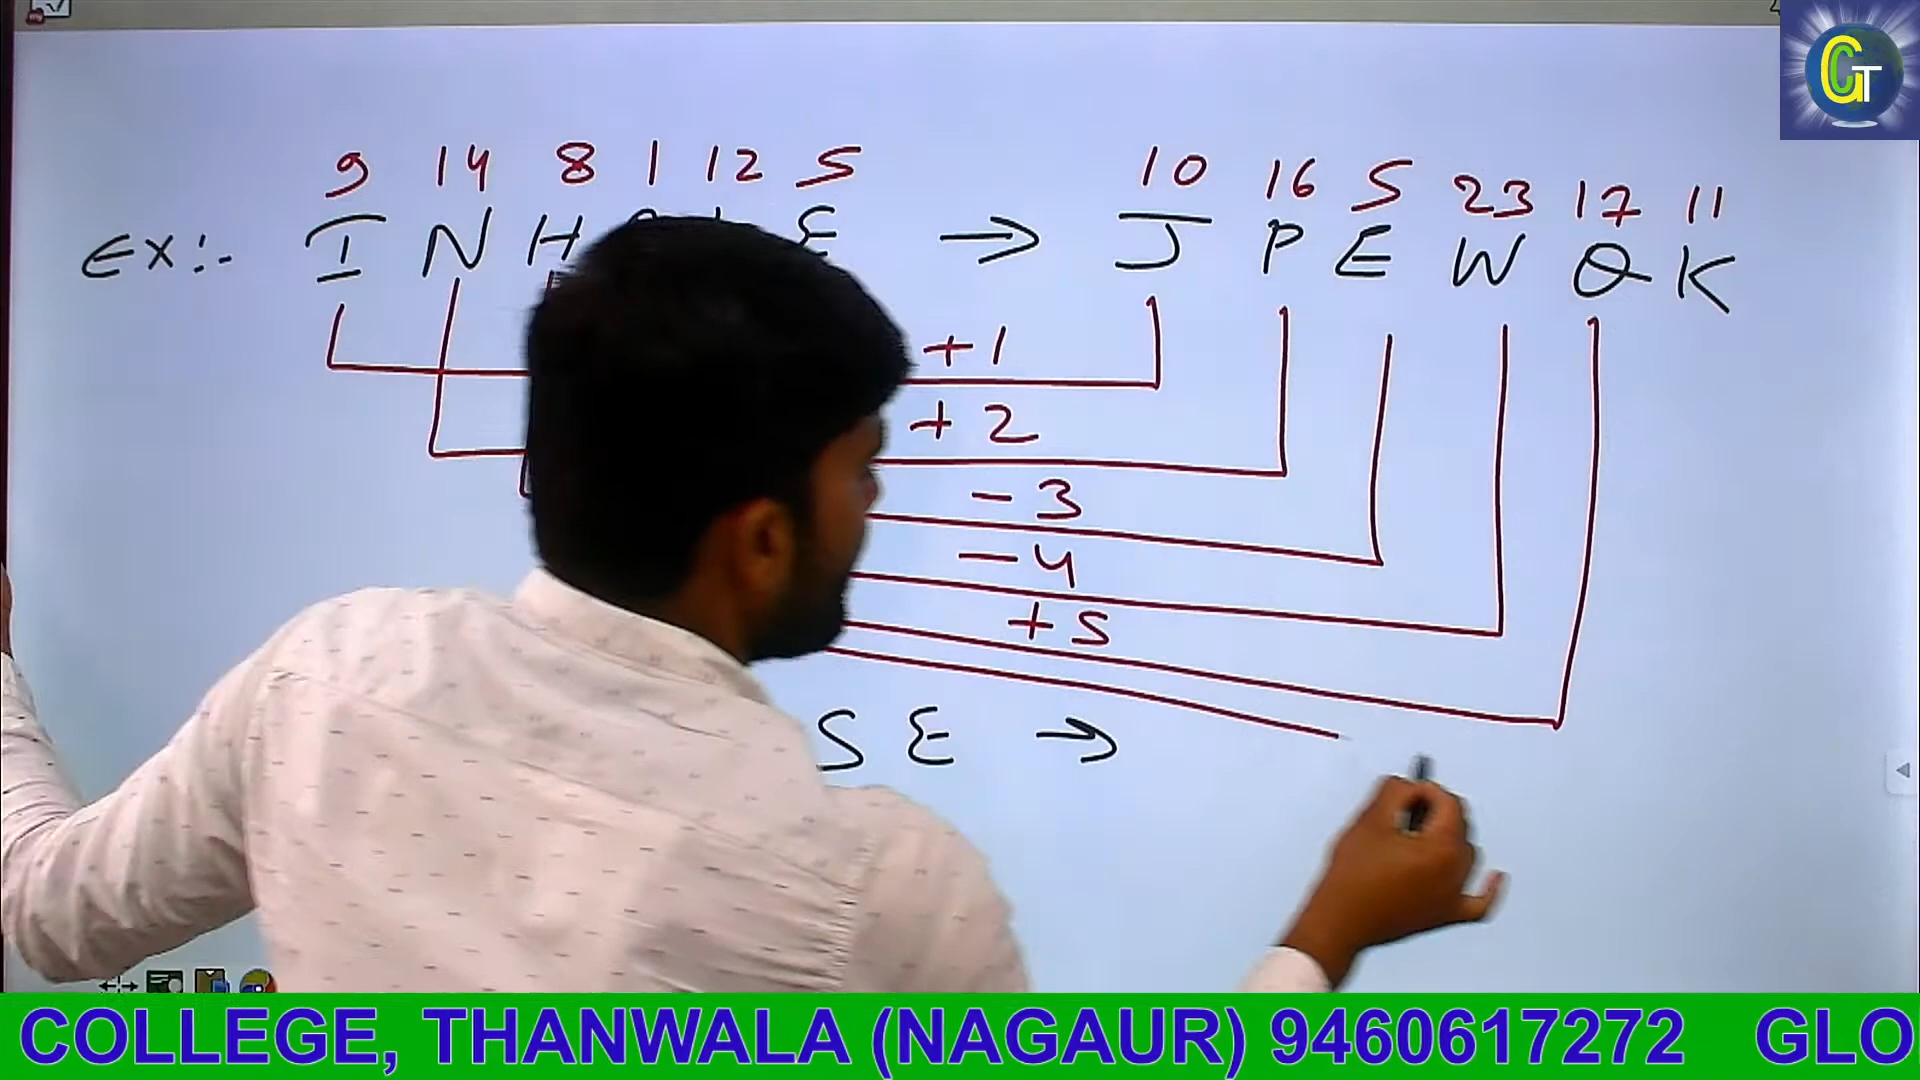 9 14 8 1 12 5 10 16 5 23 17 11
Ex:- I N H E → J P E W Q K
+1
+2
-3
-4
+5
S E →
COLLEGE, THANWALA (NAGAUR) 9460617272 GLO
GCT